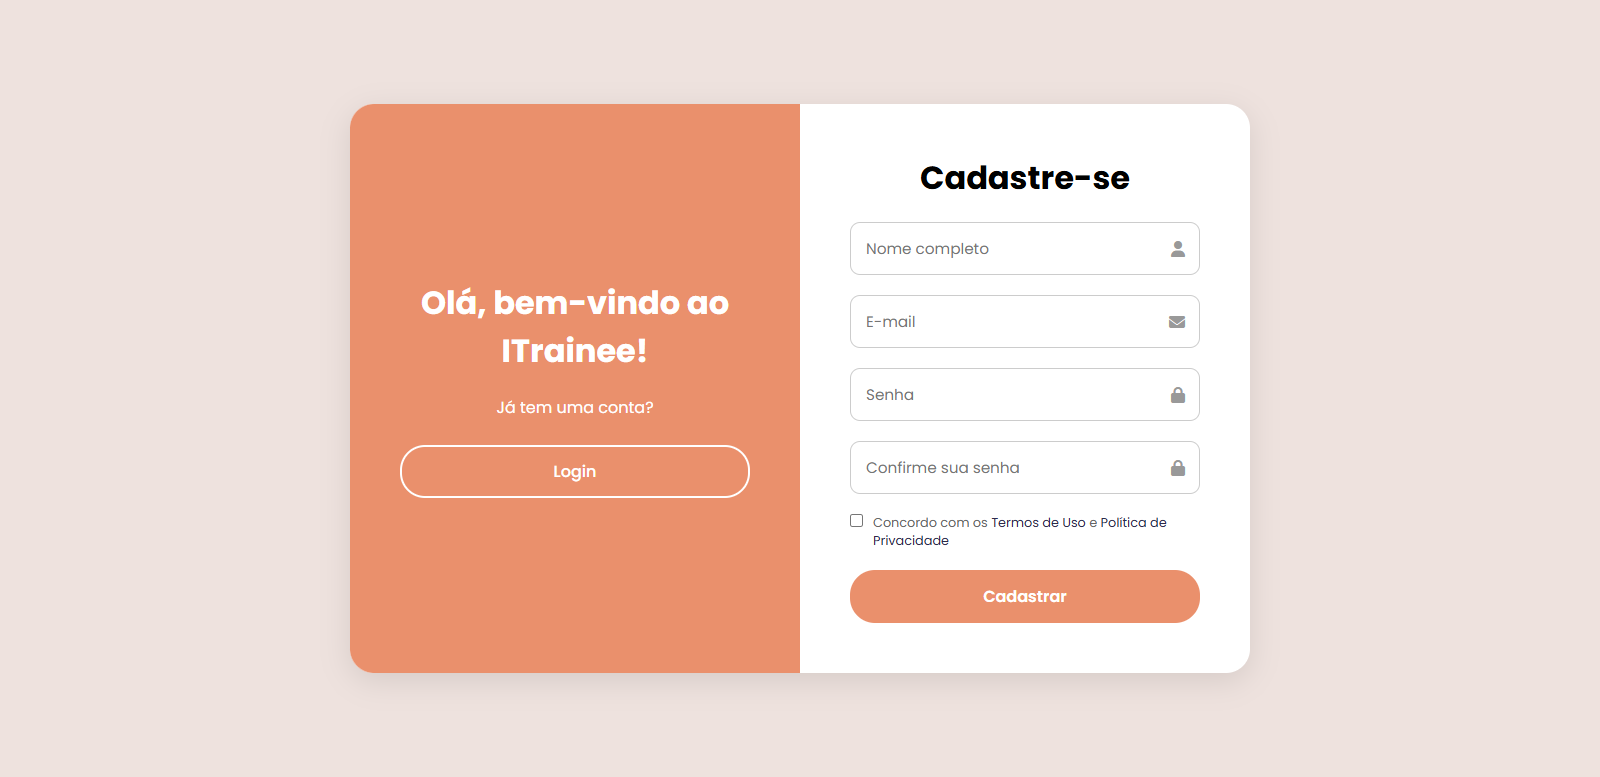 Olá, bem-vindo ao
ITrainee!
Já tem uma conta?
Login
Cadastre-se
Nome completo
E-mail
Senha
Confirme sua senha
Concordo com os Termos de Uso e Política de
Privacidade
Cadastrar